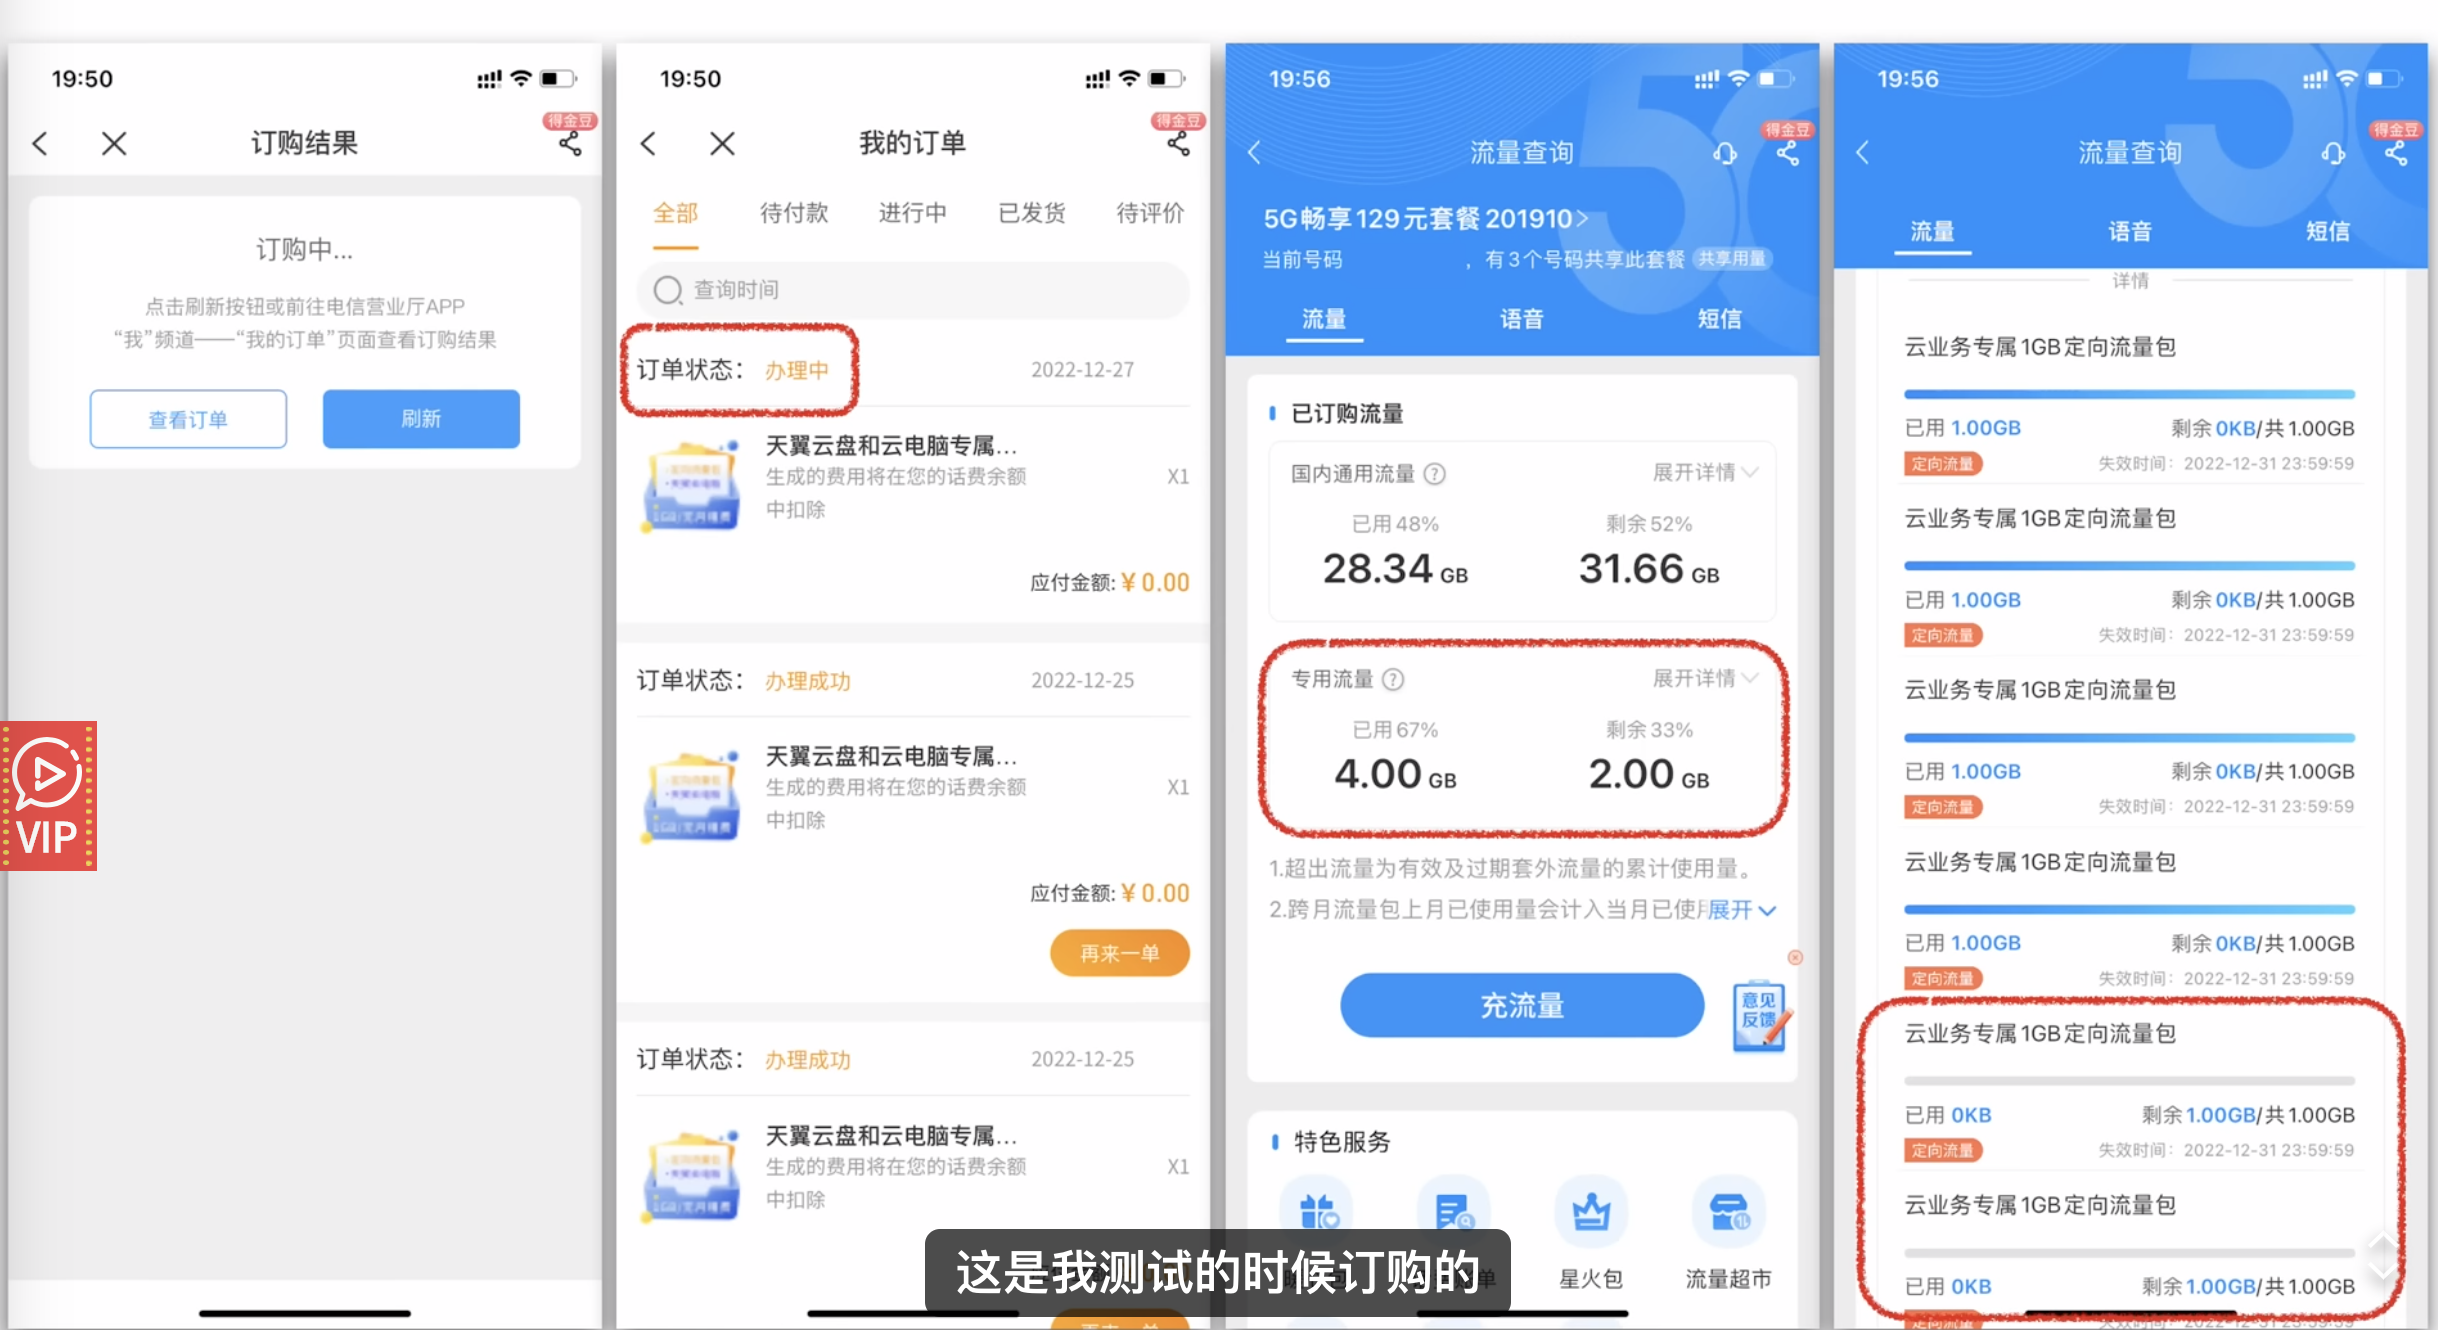 19:50
得金豆
订购结果
订购中...
点击刷新按钮或前往电信营业厅APP
“我”频道——“我的订单”页面查看订购结果
查看订单
刷新
VIP
19:50
得金豆
我的订单
全部
待付款
进行中
已发货
待评价
查询时间
订单状态：
办理中
2022-12-27
天翼云盘和云电脑专属...
生成的费用将在您的话费余额
中扣除
X1
应付金额:¥ 0.00
订单状态：
办理成功
2022-12-25
天翼云盘和云电脑专属...
生成的费用将在您的话费余额
中扣除
X1
应付金额:¥ 0.00
再来一单
订单状态：
办理成功
2022-12-25
天翼云盘和云电脑专属...
生成的费用将在您的话费余额
中扣除
X1
19:56
得金豆
流量查询
5G畅享129元套餐201910>
当前号码
，有3个号码共享此套餐
共享用量
流量
语音
短信
已订购流量
国内通用流量 ?
展开详情
已用48%
剩余52%
28.34 GB
31.66 GB
专用流量 ?
展开详情
已用67%
剩余33%
4.00 GB
2.00 GB
1.超出流量为有效及过期套外流量的累计使用量。
2.跨月流量包上月已使用量会计入当月已使用
展开
充流量
意见
反馈
特色服务
星火包
流量超市
19:56
得金豆
流量查询
流量
语音
短信
详情
云业务专属1GB定向流量包
已用 1.00GB
剩余0KB/共1.00GB
定向流量
失效时间：2022-12-31 23:59:59
云业务专属1GB定向流量包
已用 1.00GB
剩余0KB/共1.00GB
定向流量
失效时间：2022-12-31 23:59:59
云业务专属1GB定向流量包
已用 1.00GB
剩余0KB/共1.00GB
定向流量
失效时间：2022-12-31 23:59:59
云业务专属1GB定向流量包
已用 1.00GB
剩余0KB/共1.00GB
定向流量
失效时间：2022-12-31 23:59:59
云业务专属1GB定向流量包
已用 0KB
剩余1.00GB/共1.00GB
定向流量
失效时间：2022-12-31 23:59:59
云业务专属1GB定向流量包
已用 0KB
剩余1.00GB/共1.00GB
这是我测试的时候订购的